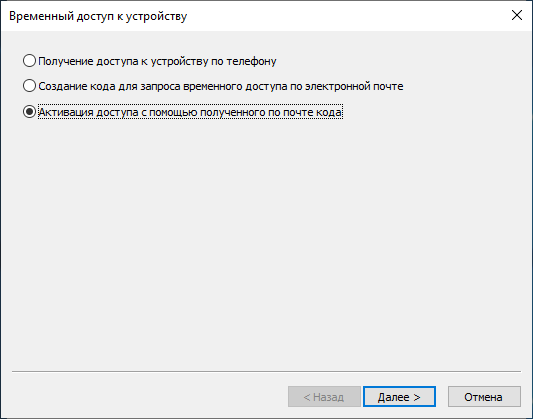 Временный доступ к устройству
Получение доступа к устройству по телефону
Создание кода для запроса временного доступа по электронной почте
Активация доступа с помощью полученного по почте кода
< Назад Далее > Отмена